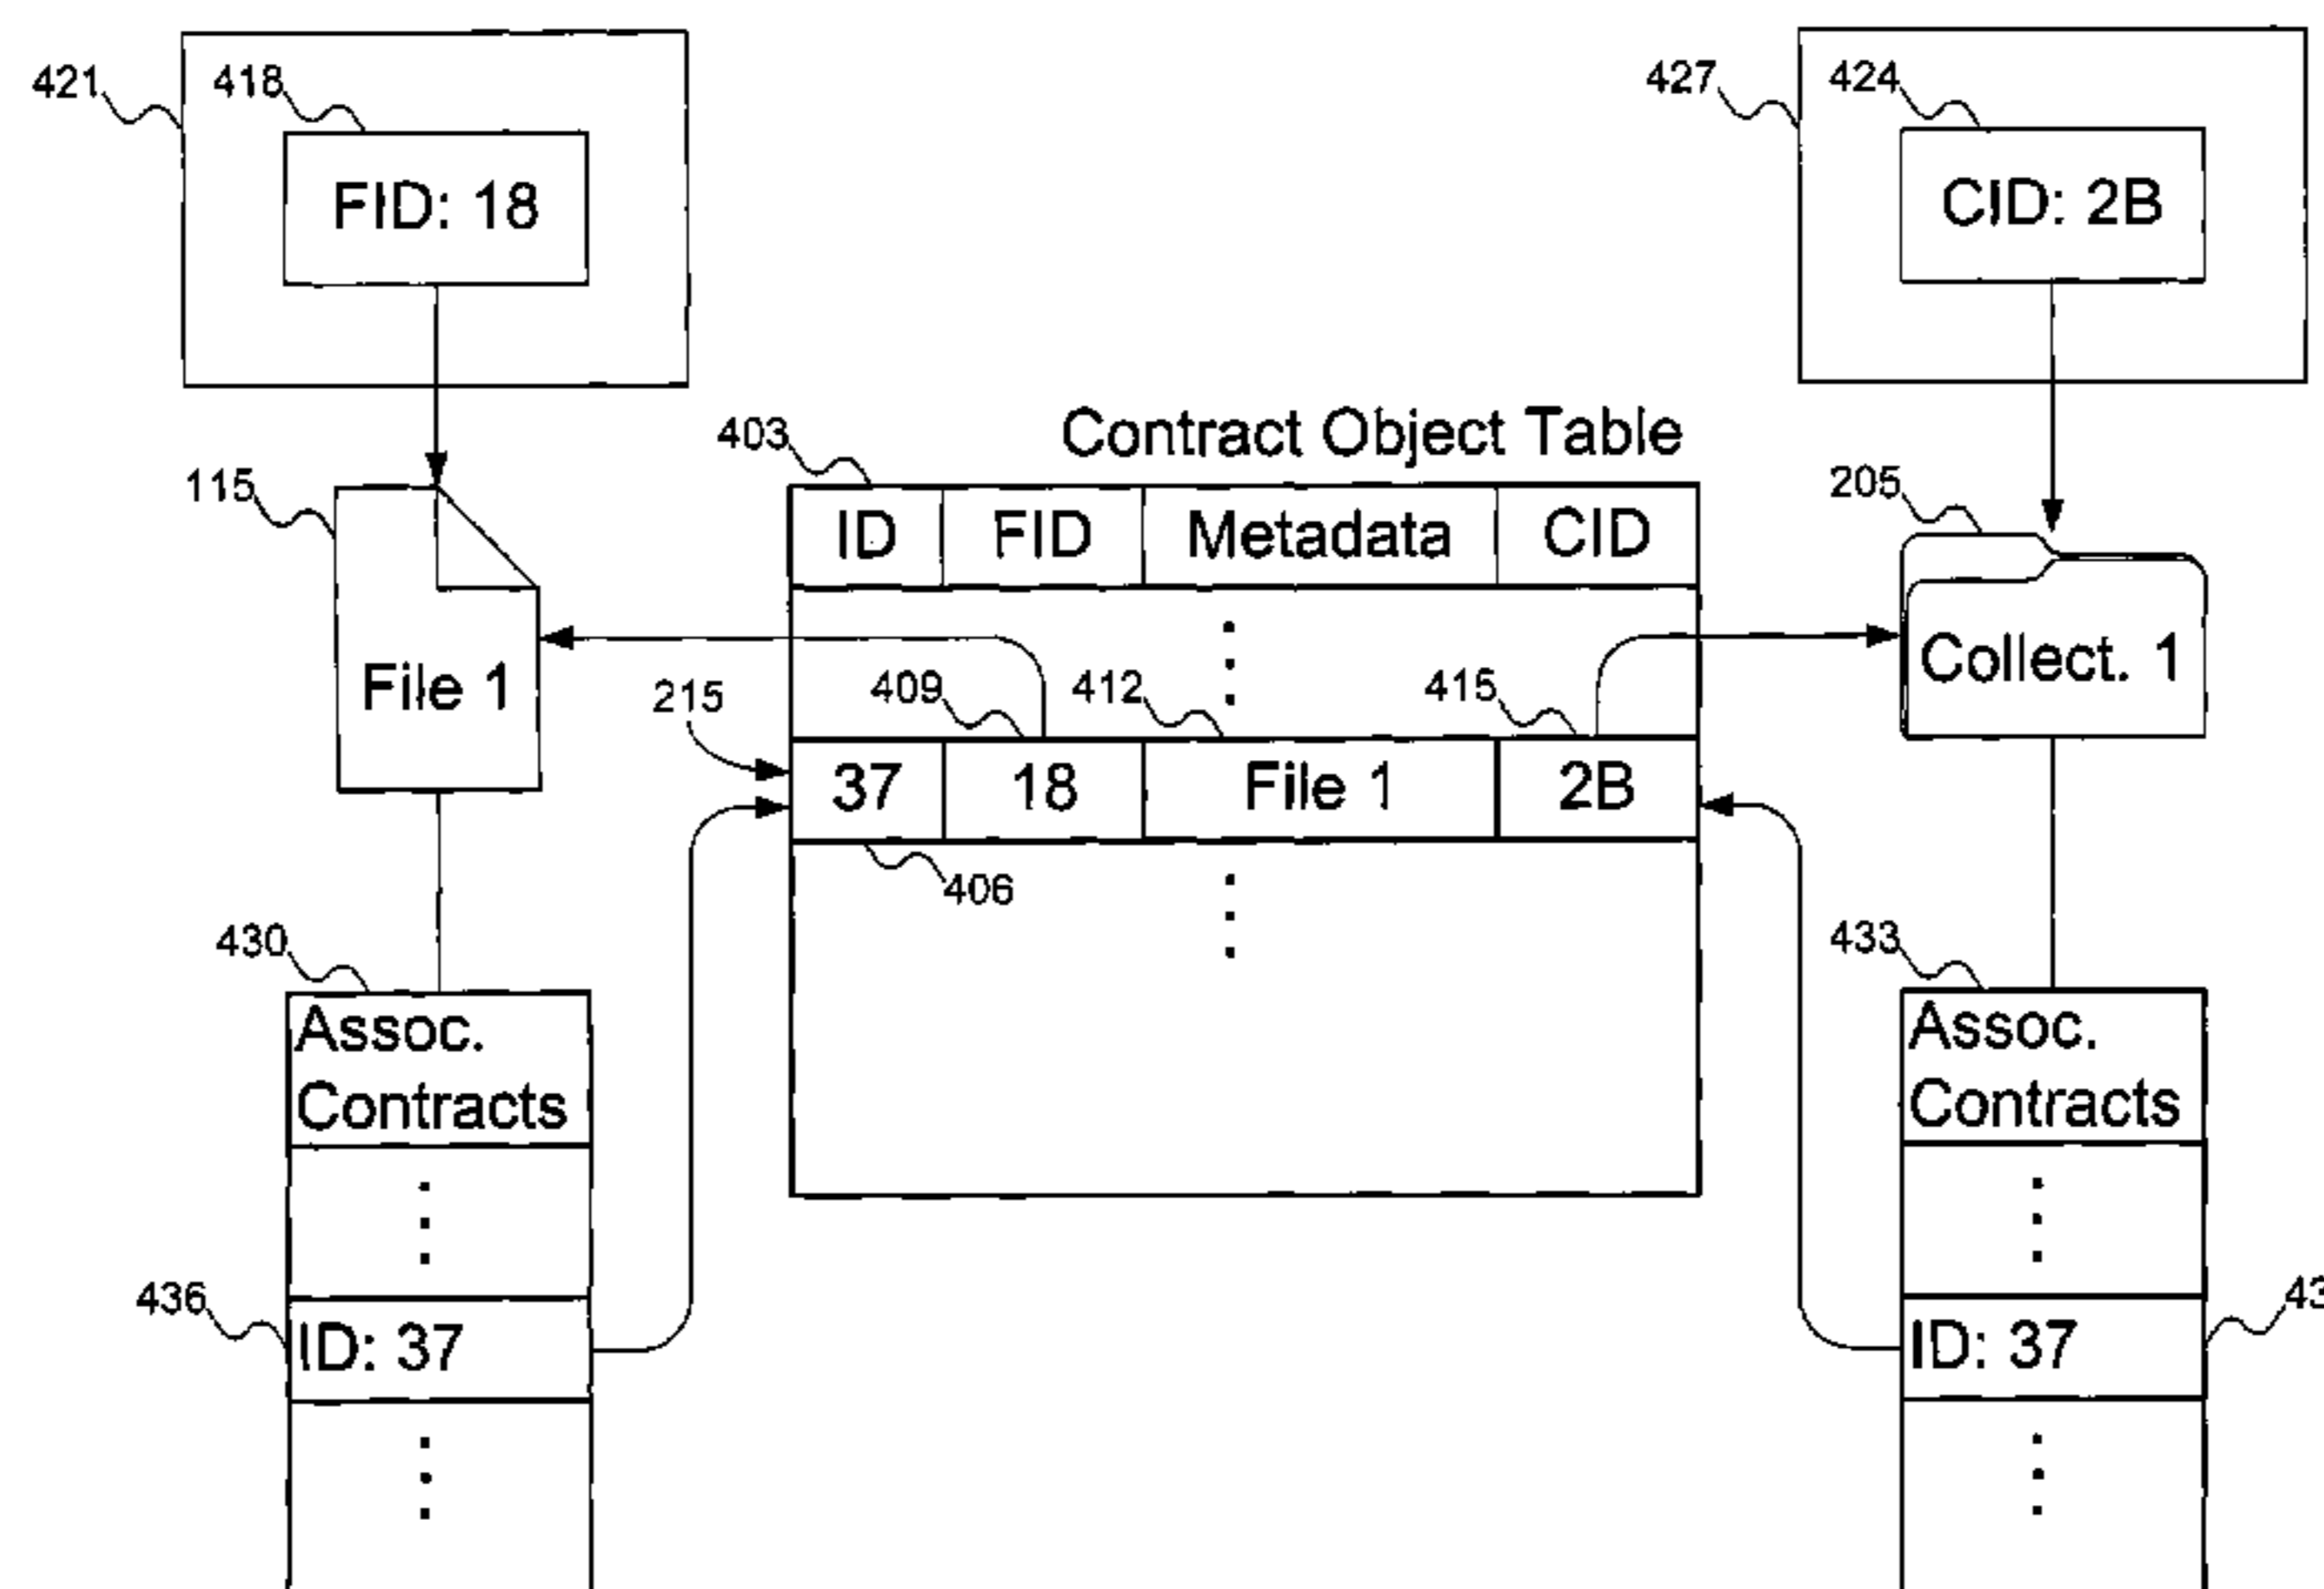 421
418
FID: 18
427
424
CID: 2B
403
Contract Object Table
115
205
ID FID Metadata CID
File 1
Collect. 1
215
409
412
415
37 18 File 1 2B
406
430
433
Assoc.
Contracts
Assoc.
Contracts
436
ID: 37
ID: 37